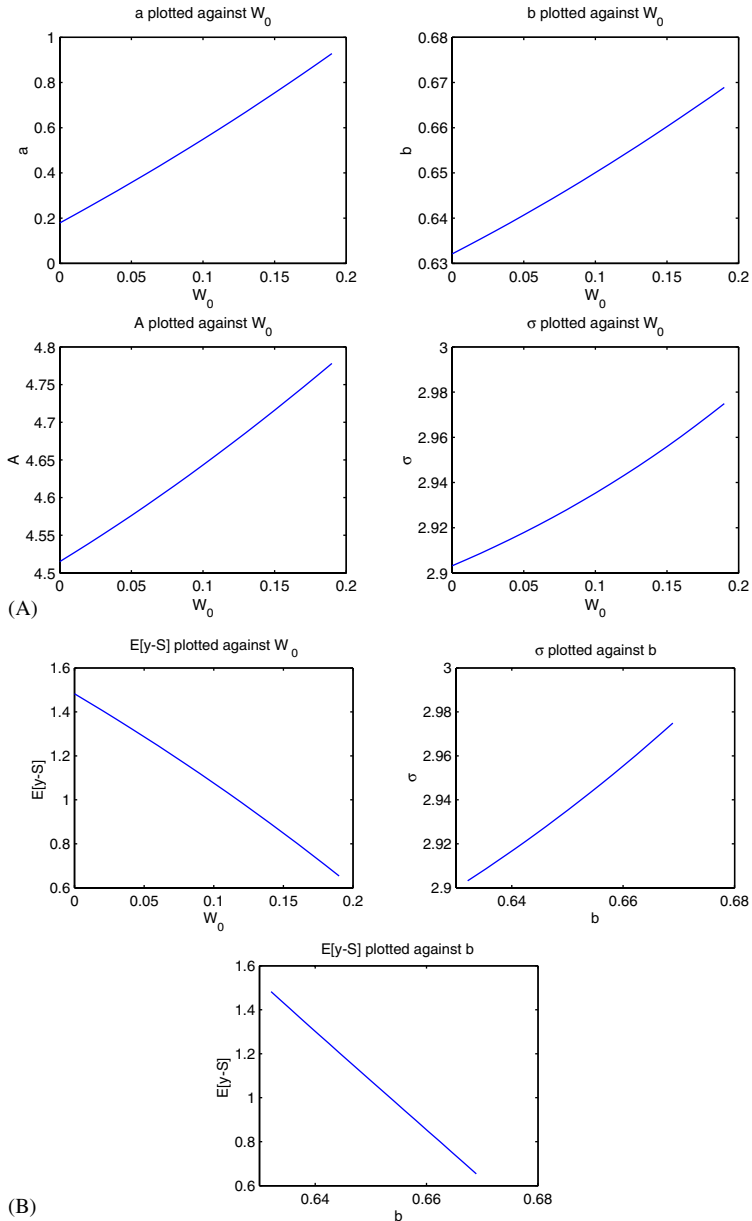 a plotted against W0
1
0.8
0.6
0.4
0.2
0
a
0 0.05 0.1 0.15 0.2
W0
b plotted against W0
0.68
0.67
0.66
0.65
0.64
0.63
b
0 0.05 0.1 0.15 0.2
W0
A plotted against W0
4.8
4.75
4.7
4.65
4.6
4.55
4.5
A
0 0.05 0.1 0.15 0.2
W0
σ plotted against W0
3
2.98
2.96
2.94
2.92
2.9
σ
0 0.05 0.1 0.15 0.2
W0
(A)
E[y-S] plotted against W0
1.6
1.4
1.2
1
0.8
0.6
E[y-S]
0 0.05 0.1 0.15 0.2
W0
σ plotted against b
3
2.98
2.96
2.94
2.92
2.9
σ
0.64 0.66 0.68
b
E[y-S] plotted against b
1.6
1.4
1.2
1
0.8
0.6
E[y-S]
0.64 0.66 0.68
b
(B)